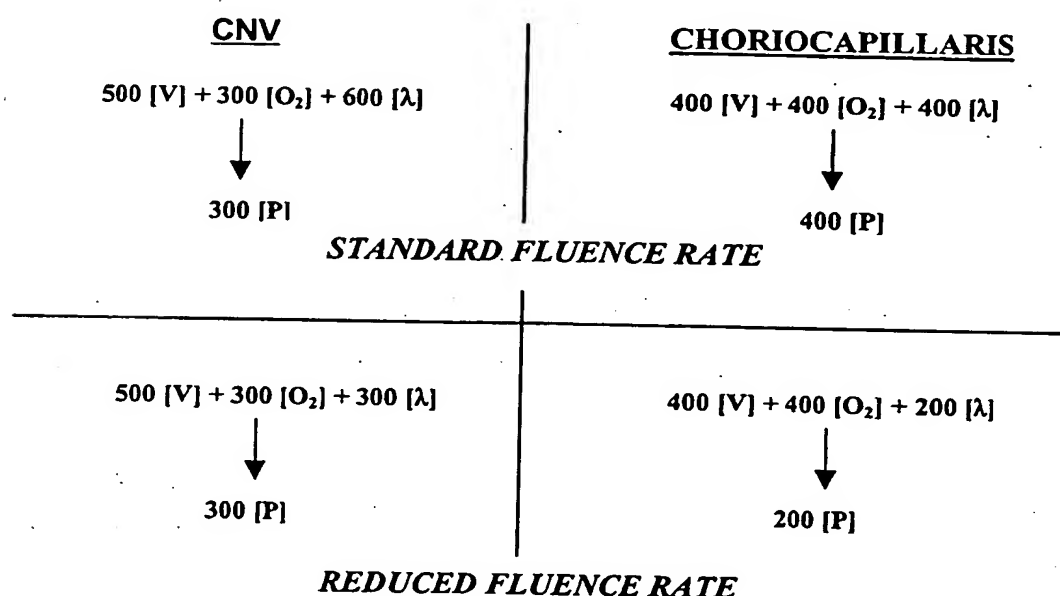 CNV
CHORIOCAPILLARIS
500 [V] + 300 [O₂] + 600 [λ]
400 [V] + 400 [O₂] + 400 [λ]
300 [P]
400 [P]
STANDARD FLUENCE RATE
500 [V] + 300 [O₂] + 300 [λ]
400 [V] + 400 [O₂] + 200 [λ]
300 [P]
200 [P]
REDUCED FLUENCE RATE